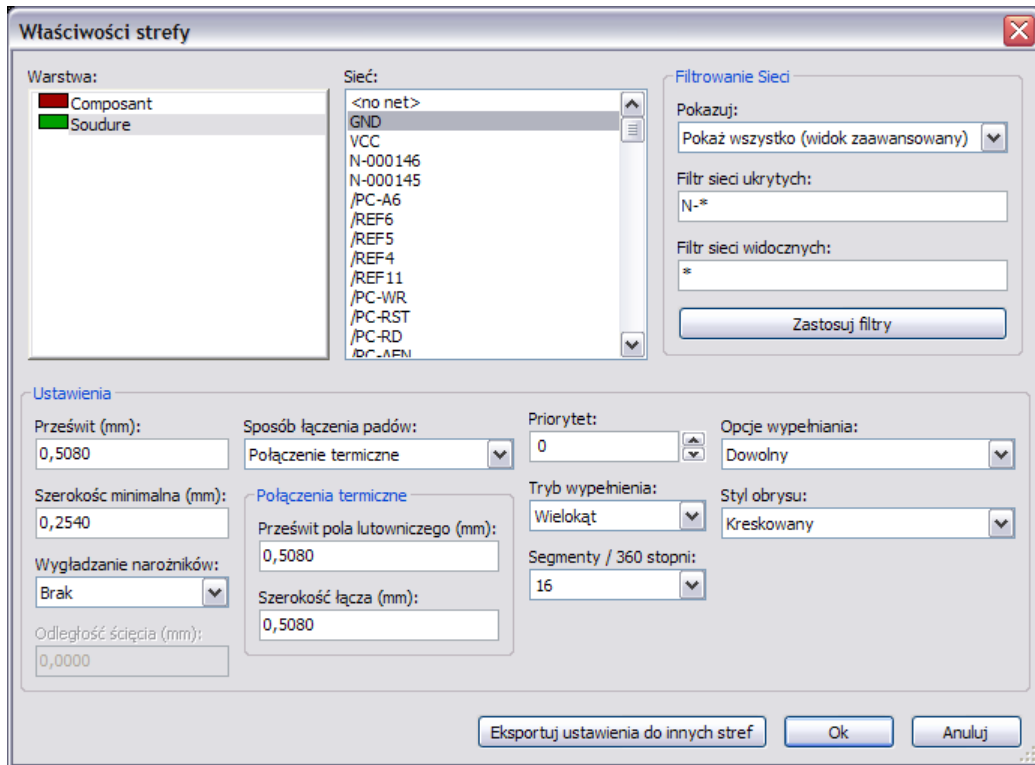 Właściwości strefy
Warstwa:
Composant
Soudure
Sieć:
<no net>
GND
VCC
N-000146
N-000145
/PC-A6
/REF6
/REF5
/REF4
/REF11
/PC-WR
/PC-RST
/PC-RD
/PC-AEN
Filtrowanie Sieci
Pokazuj:
Pokaż wszystko (widok zaawansowany)
Filtr sieci ukrytych:
N-*
Filtr sieci widocznych:
*
Zastosuj filtry
Ustawienia
Prześwit (mm):
0,5080
Szerokośc minimalna (mm):
0,2540
Wygładzanie narożników:
Brak
Odległość ścięcia (mm):
0,0000
Sposób łączenia padów:
Połączenie termiczne
Połączenia termiczne
Prześwit pola lutowniczego (mm):
0,5080
Szerokość łącza (mm):
0,5080
Priorytet:
0
Tryb wypełnienia:
Wielokąt
Segmenty / 360 stopni:
16
Opcje wypełniania:
Dowolny
Styl obrysu:
Kreskowany
Eksportuj ustawienia do innych stref
Ok
Anuluj